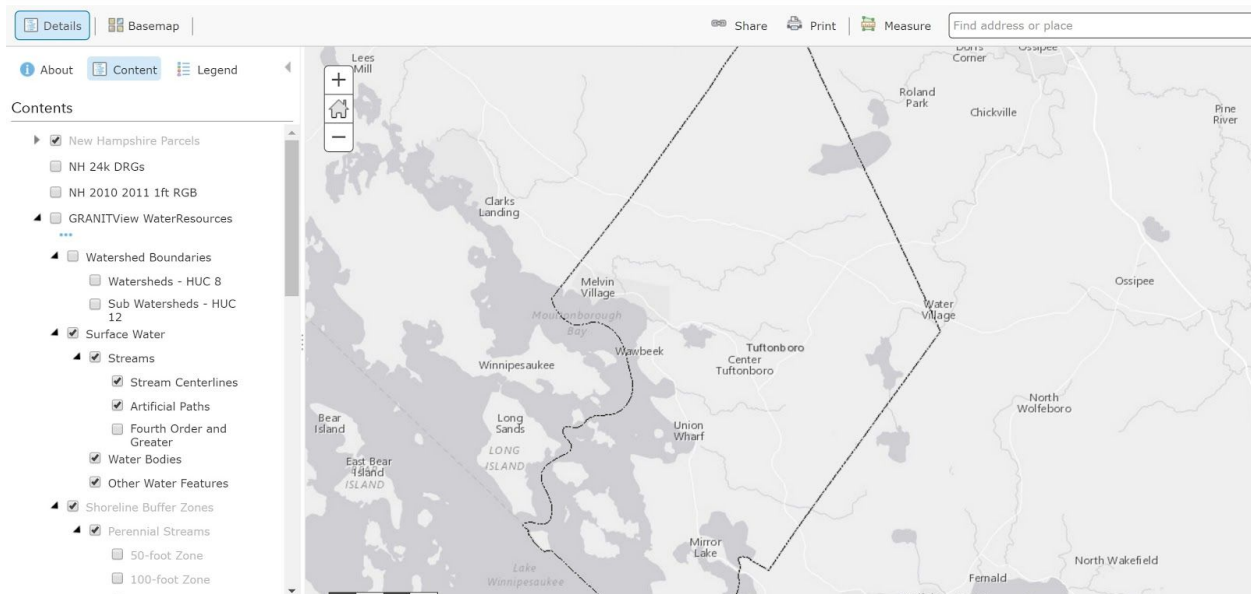 Details
Basemap
Share
Print
Measure
Find address or place
About
Content
Legend
Contents
New Hampshire Parcels
NH 24k DRGs
NH 2010 2011 1ft RGB
GRANITView WaterResources
Watershed Boundaries
Watersheds - HUC 8
Sub Watersheds - HUC
12
Surface Water
Streams
Stream Centerlines
Artificial Paths
Fourth Order and
Greater
Water Bodies
Other Water Features
Shoreline Buffer Zones
Perennial Streams
50-foot Zone
100-foot Zone
Lees
Mill
Corner
Ossipee
Roland
Park
Chickville
Pine
River
Clarks
Landing
Melvin
Village
Moultonborough
Bay
Ossipee
Water
Village
Wawbeek
Tuftonboro
Center
Tuftonboro
Winnipesaukee
North
Wolfeboro
Bear
Island
Long
Sands
LONG
ISLAND
Union
Wharf
East Bear
Island
ISLAND
Mirror
Lake
North Wakefield
Lake
Winnipesaukee
Fernald